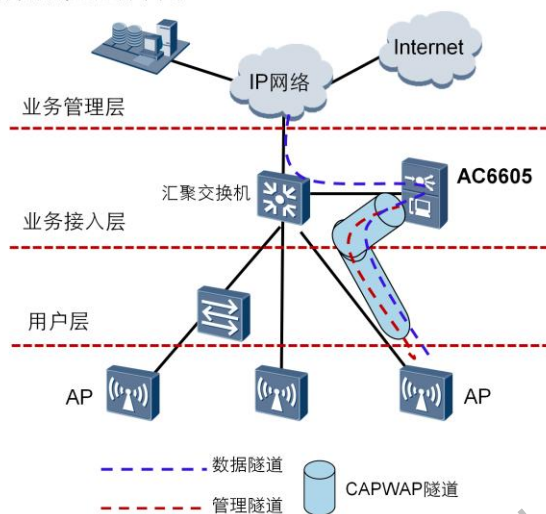 Internet
IP网络
业务管理层
AC6605
汇聚交换机
业务接入层
用户层
AP
AP
数据隧道
CAPWAP隧道
管理隧道